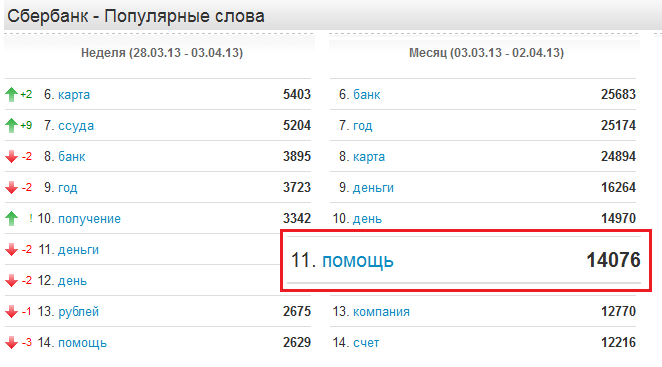 Сбербанк - Популярные слова
Неделя (28.03.13 - 03.04.13)
+2 6. карта 5403
+9 7. ссуда 5204
-2 8. банк 3895
-2 9. год 3723
! 10. получение 3342
-2 11. деньги
-2 12. день
-1 13. рублей 2675
-3 14. помощь 2629
Месяц (03.03.13 - 02.04.13)
6. банк 25683
7. год 25174
8. карта 24894
9. деньги 16264
10. день 14970
11. помощь 14076
13. компания 12770
14. счет 12216